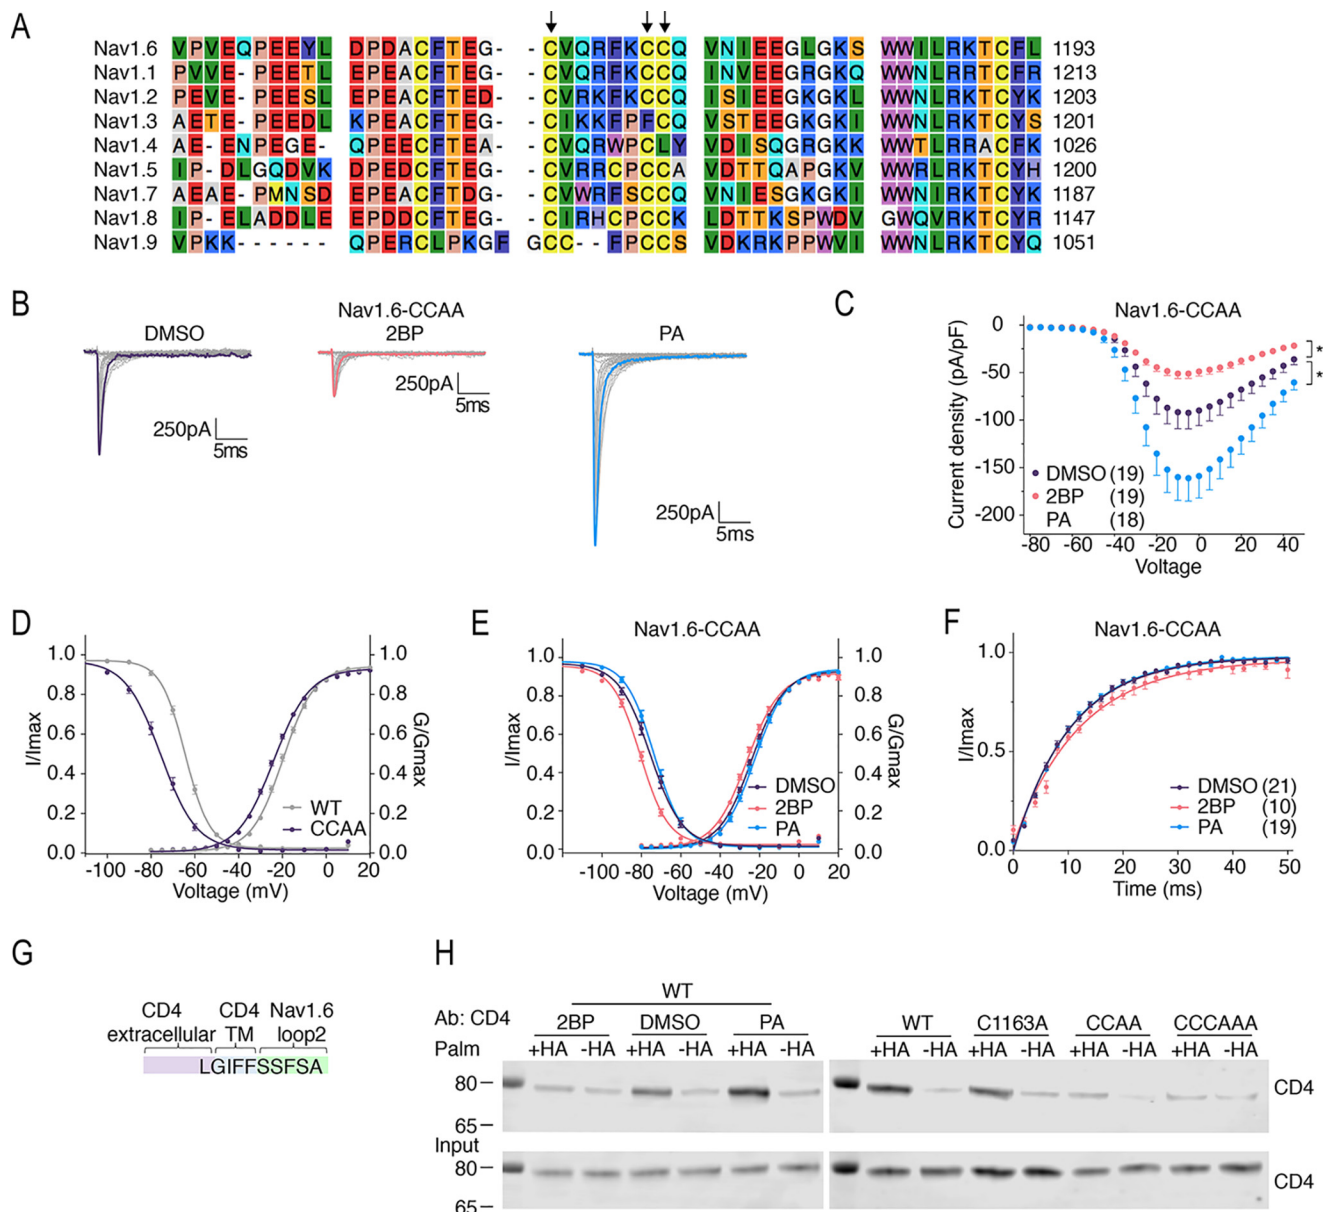 A
Nav1.6 VPVEQPEEYL DPDACFTEG- -CVQRFKCCQ VNIEEGLGKS WWILRKTCFL 1193
Nav1.1 PVVE-PEETL EPEACFTEG- -CVQRFKCCQ INVEEGRGKQ WWNLRRTCFR 1213
Nav1.2 PEVE-PEESL EPEACFTED- -CVRKFKCCQ ISIEEGKGKL WWNLRKTCYK 1203
Nav1.3 AETE-PEEDL KPEACFTEG- -CIKKFPFCQ VSTEEGKGKI WWNLRKTCYS 1201
Nav1.4 AE-ENPEGE- QPEECFTEA- -CVQRWPCLY VDISQGRGKK WWTLRRACFK 1026
Nav1.5 IP-DLGQDVK DPEDCFTEG- -CVRRCPCCA VDTTQAPGKV WWRLRKTCYH 1200
Nav1.7 AEAE-PMNSD EPEACFTDG- -CVWRFSCCQ VNIESGKGKI WWNIRKTCYK 1187
Nav1.8 IP-ELADDLE EPDDCFTEG- -CIRHCPCCK LDTTKSPWDV GWQVRKTCYR 1147
Nav1.9 VPKK------ QPERCLPKGF GCC--FPCCS VDKRKPPWVI WWNLRKTCYQ 1051
B
Nav1.6-CCAA
DMSO 2BP PA
250pA
5ms
250pA
5ms
250pA
5ms
C
Nav1.6-CCAA
Current density (pA/pF)
0
-50
-100
-150
-200
*
*
DMSO (19)
2BP (19)
PA (18)
-80 -60 -40 -20 0 20 40
Voltage
D
I/Imax
1.0
0.8
0.6
0.4
0.2
0.0
WT
CCAA
G/Gmax
1.0
0.8
0.6
0.4
0.2
0.0
-100 -80 -60 -40 -20 0 20
Voltage (mV)
E
Nav1.6-CCAA
I/Imax
1.0
0.8
0.6
0.4
0.2
0.0
DMSO
2BP
PA
G/Gmax
1.0
0.8
0.6
0.4
0.2
0.0
-100 -80 -60 -40 -20 0 20
Voltage (mV)
F
Nav1.6-CCAA
I/Imax
1.0
0.5
0.0
DMSO (21)
2BP (10)
PA (19)
0 10 20 30 40 50
Time (ms)
G
CD4 CD4 Nav1.6
extracellular TM loop2
LGIFFSSFSA
H
WT
Ab: CD4 2BP DMSO PA WT C1163A CCAA CCCAAA
Palm +HA -HA +HA -HA +HA -HA +HA -HA +HA -HA +HA -HA +HA -HA
80 CD4
65
Input
80 CD4
65